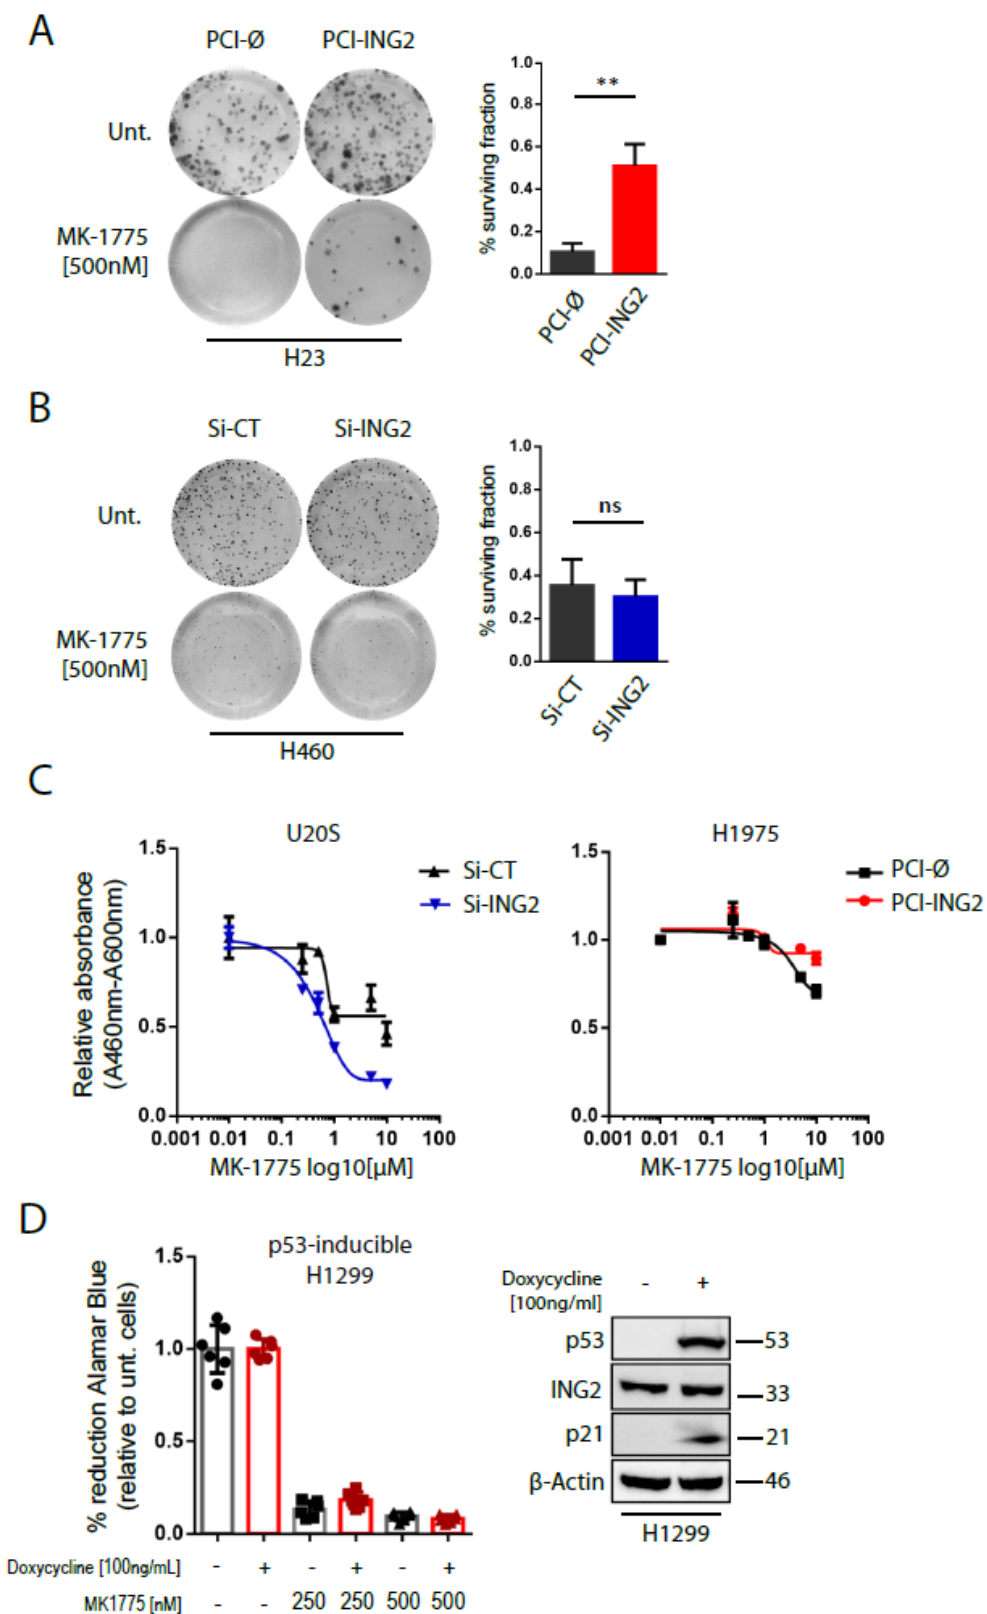 A
PCI-Ø PCI-ING2
Unt.
MK-1775
[500nM]
H23
% surviving fraction
1.0
0.8
0.6
0.4
0.2
0.0
**
PCI-Ø
PCI-ING2
B
Si-CT Si-ING2
Unt.
MK-1775
[500nM]
H460
% surviving fraction
1.0
0.8
0.6
0.4
0.2
0.0
ns
Si-CT
Si-ING2
C
U20S
Relative absorbance
(A460nm-A600nm)
1.5
1.0
0.5
0.0
Si-CT
Si-ING2
0.001 0.01 0.1 1 10 100
MK-1775 log10[µM]
H1975
1.5
1.0
0.5
0.0
PCI-Ø
PCI-ING2
0.001 0.01 0.1 1 10 100
MK-1775 log10[µM]
D
p53-inducible
H1299
% reduction Alamar Blue
(relative to unt. cells)
1.5
1.0
0.5
0.0
Doxycycline [100ng/mL] - + - + - +
MK1775 [nM] - - 250 250 500 500
Doxycycline - +
[100ng/ml]
p53 53
ING2 33
p21 21
β-Actin 46
H1299